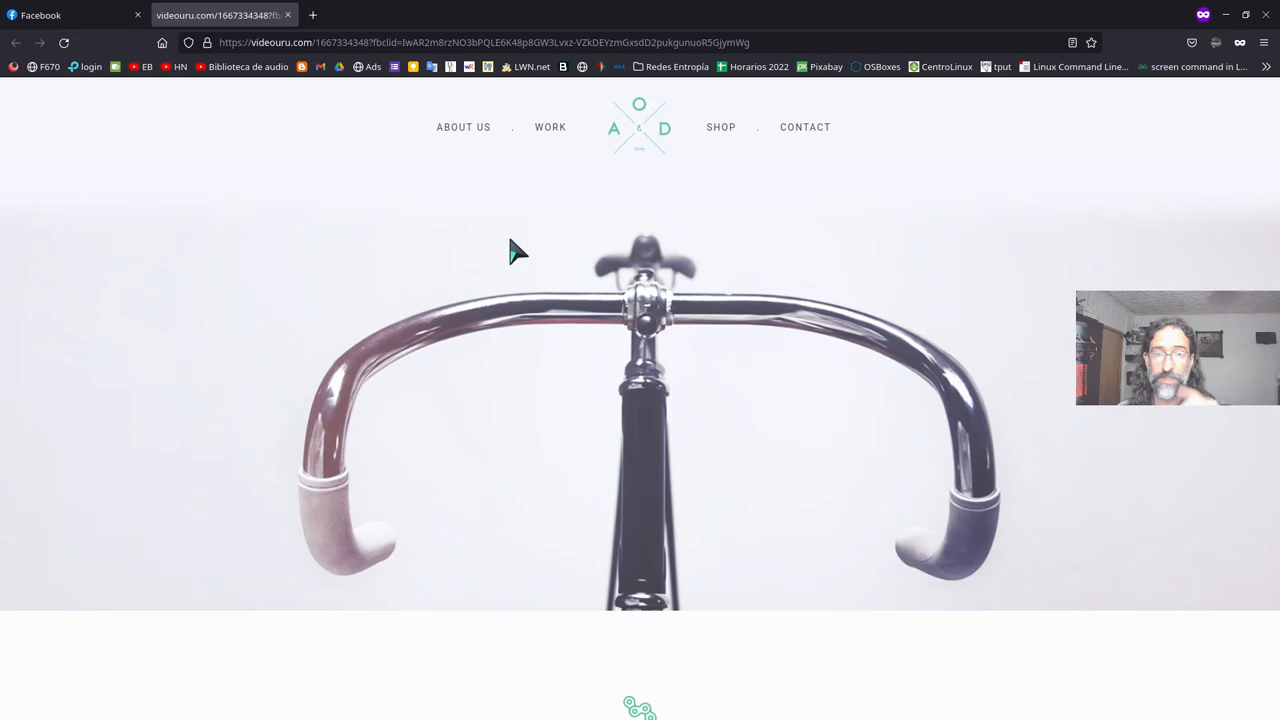 Facebook
videouru.com/1667334348?fb
https://videouru.com/1667334348?fbclid=IwAR2m8rzNO3bPQLE6K48p8GW3Lvxz-VZkDEYzmGxsdD2pukgunuoR5GjymWg
F670 login EB HN Biblioteca de audio Ads LWN.net Redes Entropía Horarios 2022 Pixabay OSBoxes CentroLinux tput Linux Command Line... screen command in L...
ABOUT US . WORK
O
A & D
SHOP . CONTACT